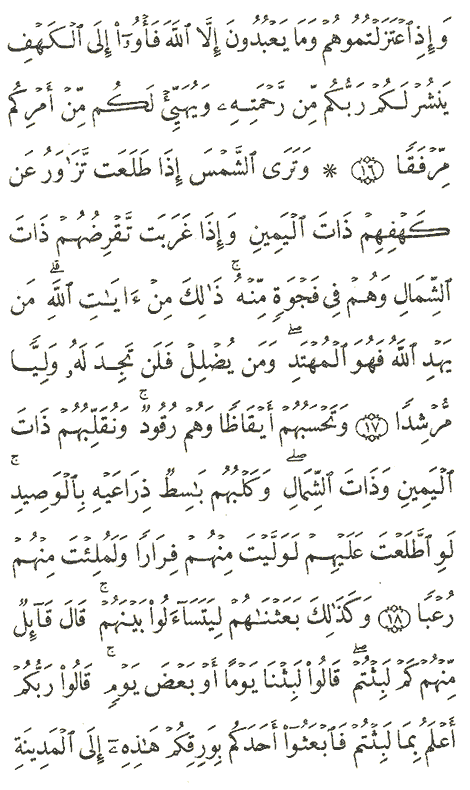 وَإِذِ ٱعۡتَزَلۡتُمُوهُمۡ وَمَا يَعۡبُدُونَ إِلَّا ٱللَّهَ فَأۡوُۥٓاْ إِلَى ٱلۡكَهۡفِ
يَنشُرۡ لَكُمۡ رَبُّكُم مِّن رَّحۡمَتِهِۦ وَيُهَيِّئۡ لَكُم مِّنۡ أَمۡرِكُم
مِّرۡفَقٗا ١٦ * وَتَرَى ٱلشَّمۡسَ إِذَا طَلَعَت تَّزَٰوَرُ عَن
كَهۡفِهِمۡ ذَاتَ ٱلۡيَمِينِ وَإِذَا غَرَبَت تَّقۡرِضُهُمۡ ذَاتَ
ٱلشِّمَالِ وَهُمۡ فِي فَجۡوَةٖ مِّنۡهُۚ ذَٰلِكَ مِنۡ ءَايَٰتِ ٱللَّهِۗ مَن
يَهۡدِ ٱللَّهُ فَهُوَ ٱلۡمُهۡتَدِۖ وَمَن يُضۡلِلۡ فَلَن تَجِدَ لَهُۥ وَلِيّٗا
مُّرۡشِدٗا ١٧ وَتَحۡسَبُهُمۡ أَيۡقَاظٗا وَهُمۡ رُقُودٞۚ وَنُقَلِّبُهُمۡ ذَاتَ
ٱلۡيَمِينِ وَذَاتَ ٱلشِّمَالِۖ وَكَلۡبُهُم بَٰسِطٞ ذِرَاعَيۡهِ بِٱلۡوَصِيدِۚ
لَوِ ٱطَّلَعۡتَ عَلَيۡهِمۡ لَوَلَّيۡتَ مِنۡهُمۡ فِرَارٗا وَلَمُلِئۡتَ مِنۡهُمۡ
رُعۡبٗا ١٨ وَكَذَٰلِكَ بَعَثۡنَٰهُمۡ لِيَتَسَآءَلُواْ بَيۡنَهُمۡۚ قَالَ قَآئِلٞ
مِّنۡهُمۡ كَمۡ لَبِثۡتُمۡۖ قَالُواْ لَبِثۡنَا يَوۡمًا أَوۡ بَعۡضَ يَوۡمٖۚ قَالُواْ رَبُّكُمۡ
أَعۡلَمُ بِمَا لَبِثۡتُمۡ فَٱبۡعَثُوٓاْ أَحَدَكُم بِوَرِقِكُمۡ هَٰذِهِۦٓ إِلَى ٱلۡمَدِينَةِ